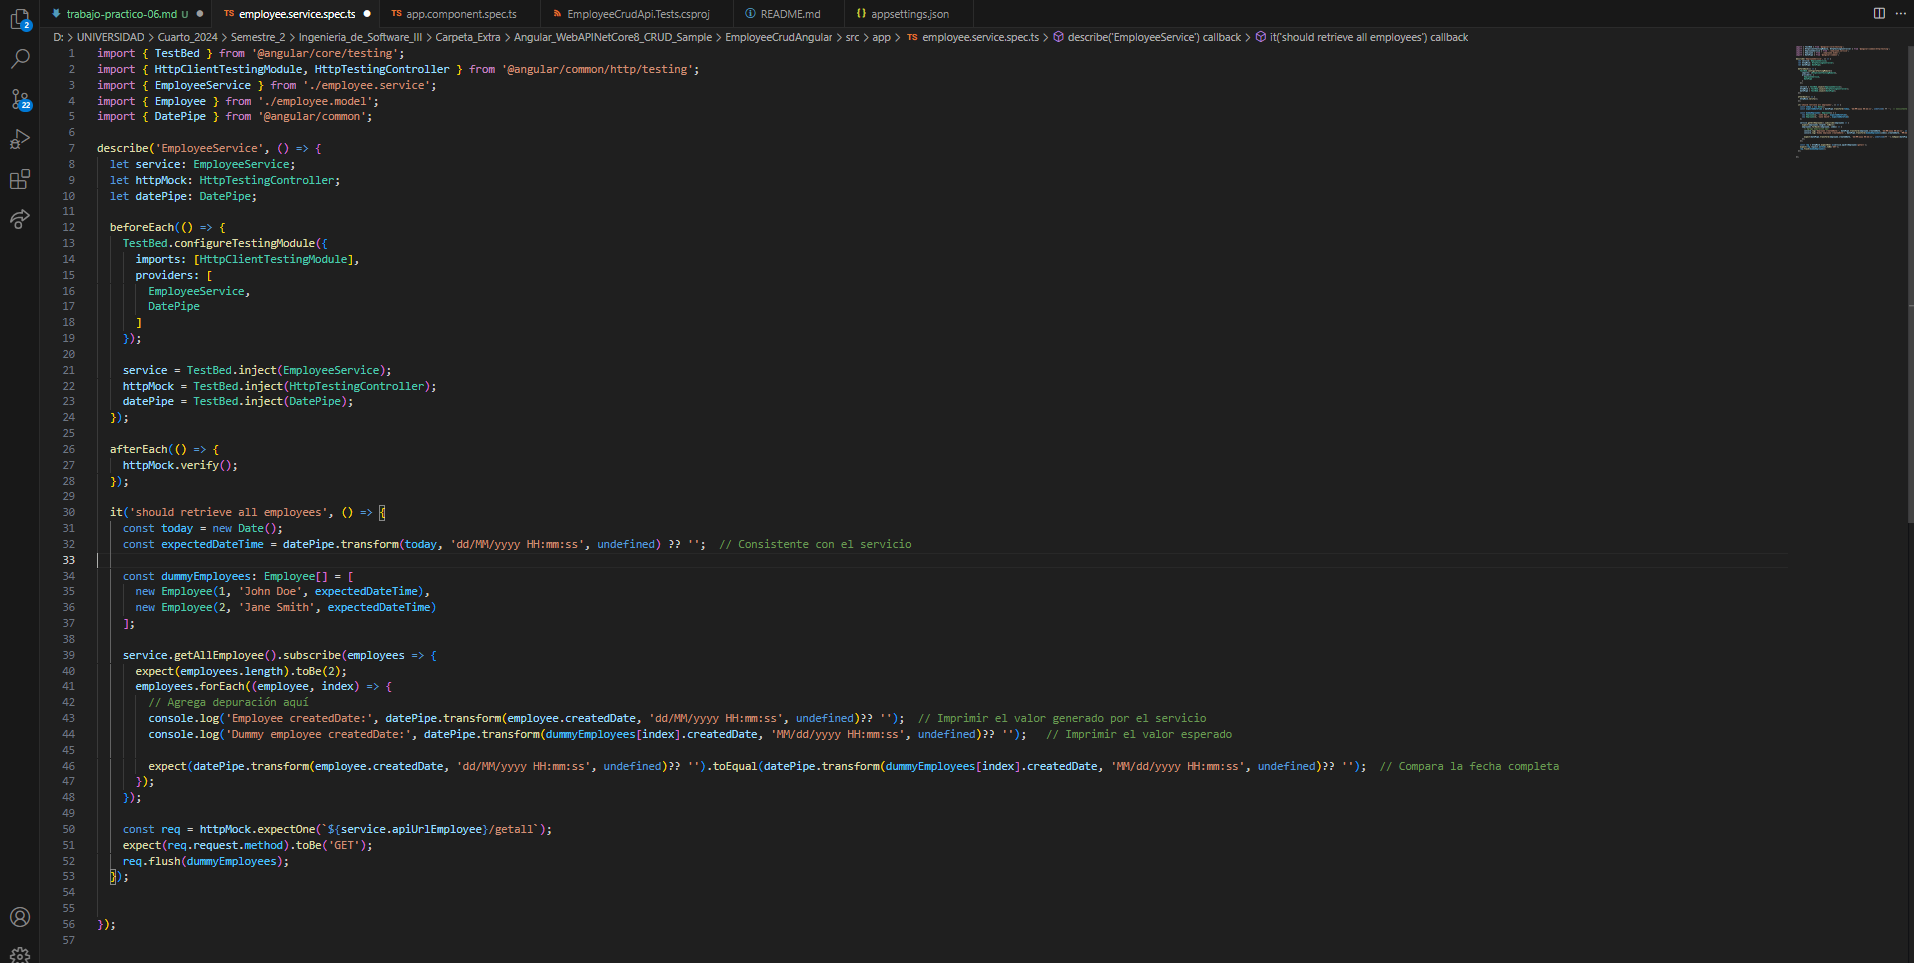 trabajo-practico-06.md U
TS employee.service.spec.ts
TS app.component.spec.ts
EmployeeCrudApi.Tests.csproj
README.md
{} appsettings.json
D: > UNIVERSIDAD > Cuarto_2024 > Semestre_2 > Ingenieria_de_Software_III > Carpeta_Extra > Angular_WebAPINetCore8_CRUD_Sample > EmployeeCrudAngular > src > app > TS employee.service.spec.ts > describe('EmployeeService') callback > it('should retrieve all employees') callback
2
22
1 import { TestBed } from '@angular/core/testing';
2 import { HttpClientTestingModule, HttpTestingController } from '@angular/common/http/testing';
3 import { EmployeeService } from './employee.service';
4 import { Employee } from './employee.model';
5 import { DatePipe } from '@angular/common';
6
7 describe('EmployeeService', () => {
8 let service: EmployeeService;
9 let httpMock: HttpTestingController;
10 let datePipe: DatePipe;
11
12 beforeEach(() => {
13 TestBed.configureTestingModule({
14 imports: [HttpClientTestingModule],
15 providers: [
16 EmployeeService,
17 DatePipe
18 ]
19 });
20
21 service = TestBed.inject(EmployeeService);
22 httpMock = TestBed.inject(HttpTestingController);
23 datePipe = TestBed.inject(DatePipe);
24 });
25
26 afterEach(() => {
27 httpMock.verify();
28 });
29
30 it('should retrieve all employees', () => {
31 const today = new Date();
32 const expectedDateTime = datePipe.transform(today, 'dd/MM/yyyy HH:mm:ss', undefined) ?? ''; // Consistente con el servicio
33
34 const dummyEmployees: Employee[] = [
35 new Employee(1, 'John Doe', expectedDateTime),
36 new Employee(2, 'Jane Smith', expectedDateTime)
37 ];
38
39 service.getAllEmployee().subscribe(employees => {
40 expect(employees.length).toBe(2);
41 employees.forEach((employee, index) => {
42 // Agrega depuración aquí
43 console.log('Employee createdDate:', datePipe.transform(employee.createdDate, 'dd/MM/yyyy HH:mm:ss', undefined)?? ''); // Imprimir el valor generado por el servicio
44 console.log('Dummy employee createdDate:', datePipe.transform(dummyEmployees[index].createdDate, 'MM/dd/yyyy HH:mm:ss', undefined)?? ''); // Imprimir el valor esperado
45
46 expect(datePipe.transform(employee.createdDate, 'dd/MM/yyyy HH:mm:ss', undefined)?? '').toEqual(datePipe.transform(dummyEmployees[index].createdDate, 'MM/dd/yyyy HH:mm:ss', undefined)?? ''); // Compara la fecha completa
47 });
48 });
49
50 const req = httpMock.expectOne(`${service.apiUrlEmployee}/getall`);
51 expect(req.request.method).toBe('GET');
52 req.flush(dummyEmployees);
53 });
54
55
56 });
57